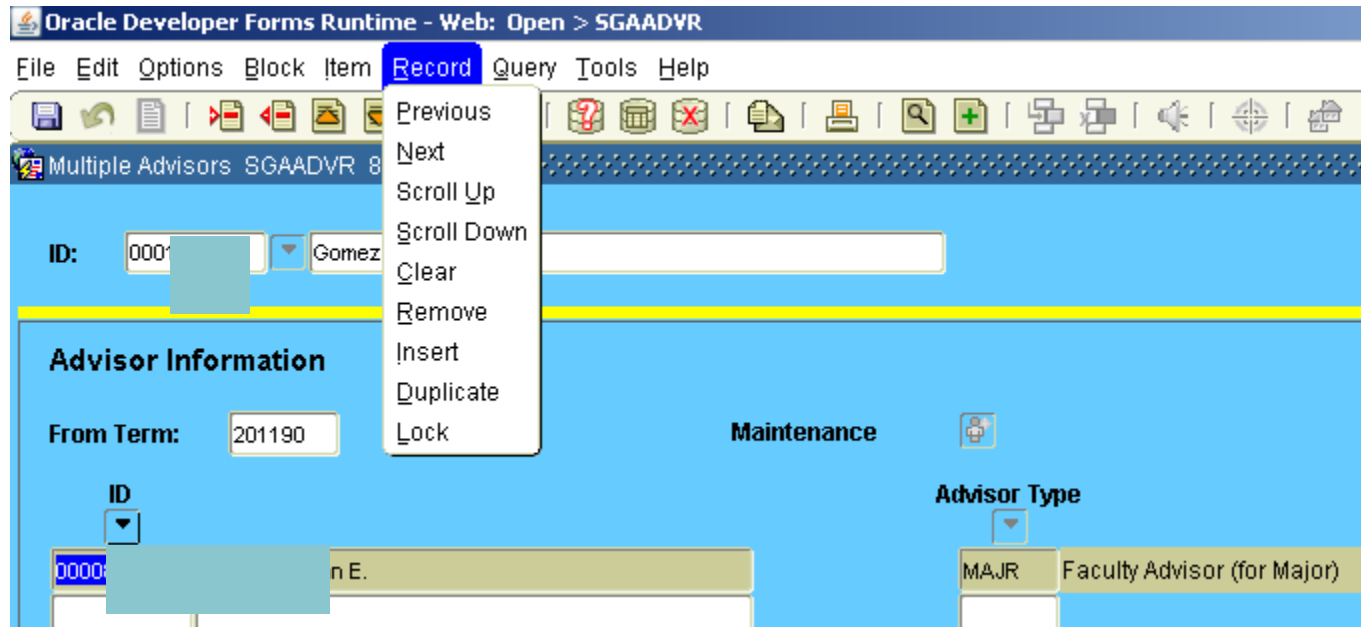 Oracle Developer Forms Runtime - Web: Open > SGAADVR
File Edit Options Block Item Record Query Tools Help
Previous
Next
Multiple Advisors SGAADVR 8
Scroll Up
Scroll Down
ID: 0001 Gomez
Clear
Remove
Insert
Advisor Information
Duplicate
From Term: 201190 Lock Maintenance
ID Advisor Type
00008 n E. MAJR Faculty Advisor (for Major)